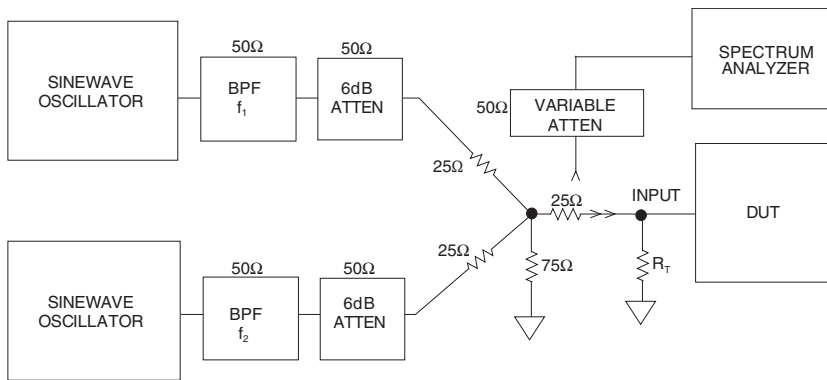 50Ω
50Ω
SINEWAVE
OSCILLATOR
BPF
f1
6dB
ATTEN
SPECTRUM
ANALYZER
50Ω
VARIABLE
ATTEN
25Ω
25Ω
INPUT
DUT
25Ω
75Ω
RT
50Ω
50Ω
SINEWAVE
OSCILLATOR
BPF
f2
6dB
ATTEN